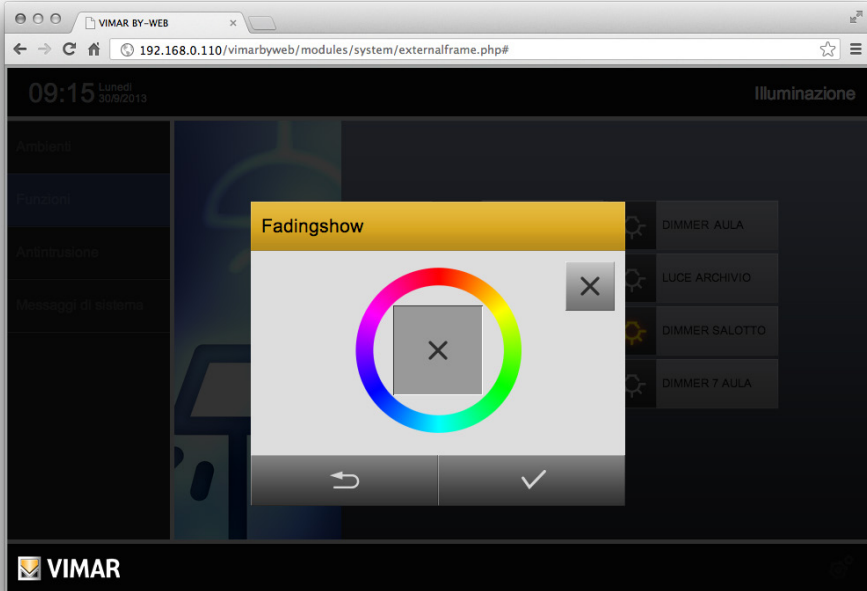 VIMAR BY-WEB
192.168.0.110/vimarbyweb/modules/system/externalframe.php#
09:15 Lunedì
30/9/2013
Illuminazione
Ambienti
Funzioni
Antintrusione
Messaggi di sistema
Fadingshow
DIMMER AULA
LUCE ARCHIVIO
DIMMER SALOTTO
DIMMER 7 AULA
VIMAR